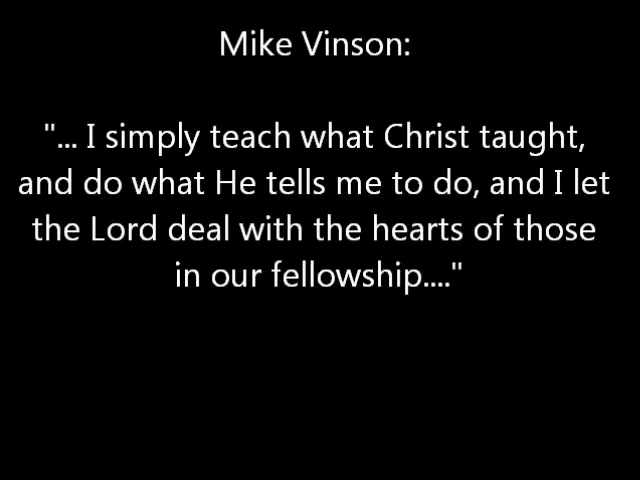 Mike Vinson:
"... I simply teach what Christ taught,
and do what He tells me to do, and I let
the Lord deal with the hearts of those
in our fellowship...."